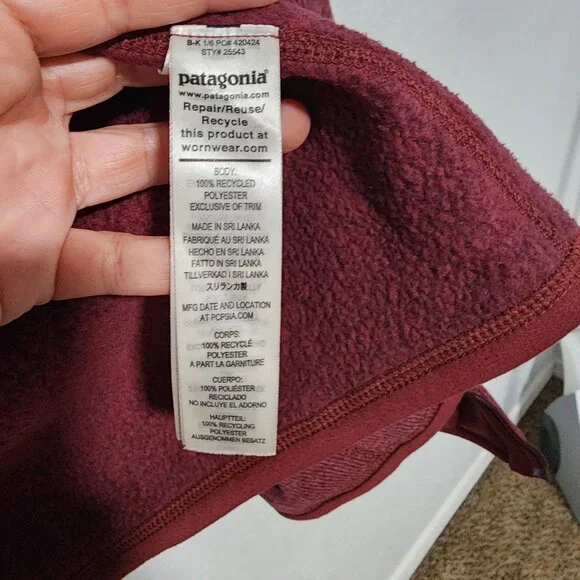 B-K 1/6 PO# 420424
STY# 25543
patagonia®
www.patagonia.com
Repair/Reuse/
Recycle
this product at
wornwear.com
BODY:
100% RECYCLED
POLYESTER
EXCLUSIVE OF TRIM
MADE IN SRI LANKA
FABRIQUÉ AU SRI LANKA
HECHO EN SRI LANKA
FATTO IN SRI LANKA
TILLVERKAD I SRI LANKA
スリランカ製
MFG DATE AND LOCATION
AT PCPSIA.COM
CORPS:
100% RECYCLÉ
POLYESTER
A PART LA GARNITURE
CUERPO:
100% POLIÉSTER
RECICLADO
NO INCLUYE EL ADORNO
HAUPTTEIL:
100% RECYCLING
POLYESTER
AUSGENOMMEN BESATZ